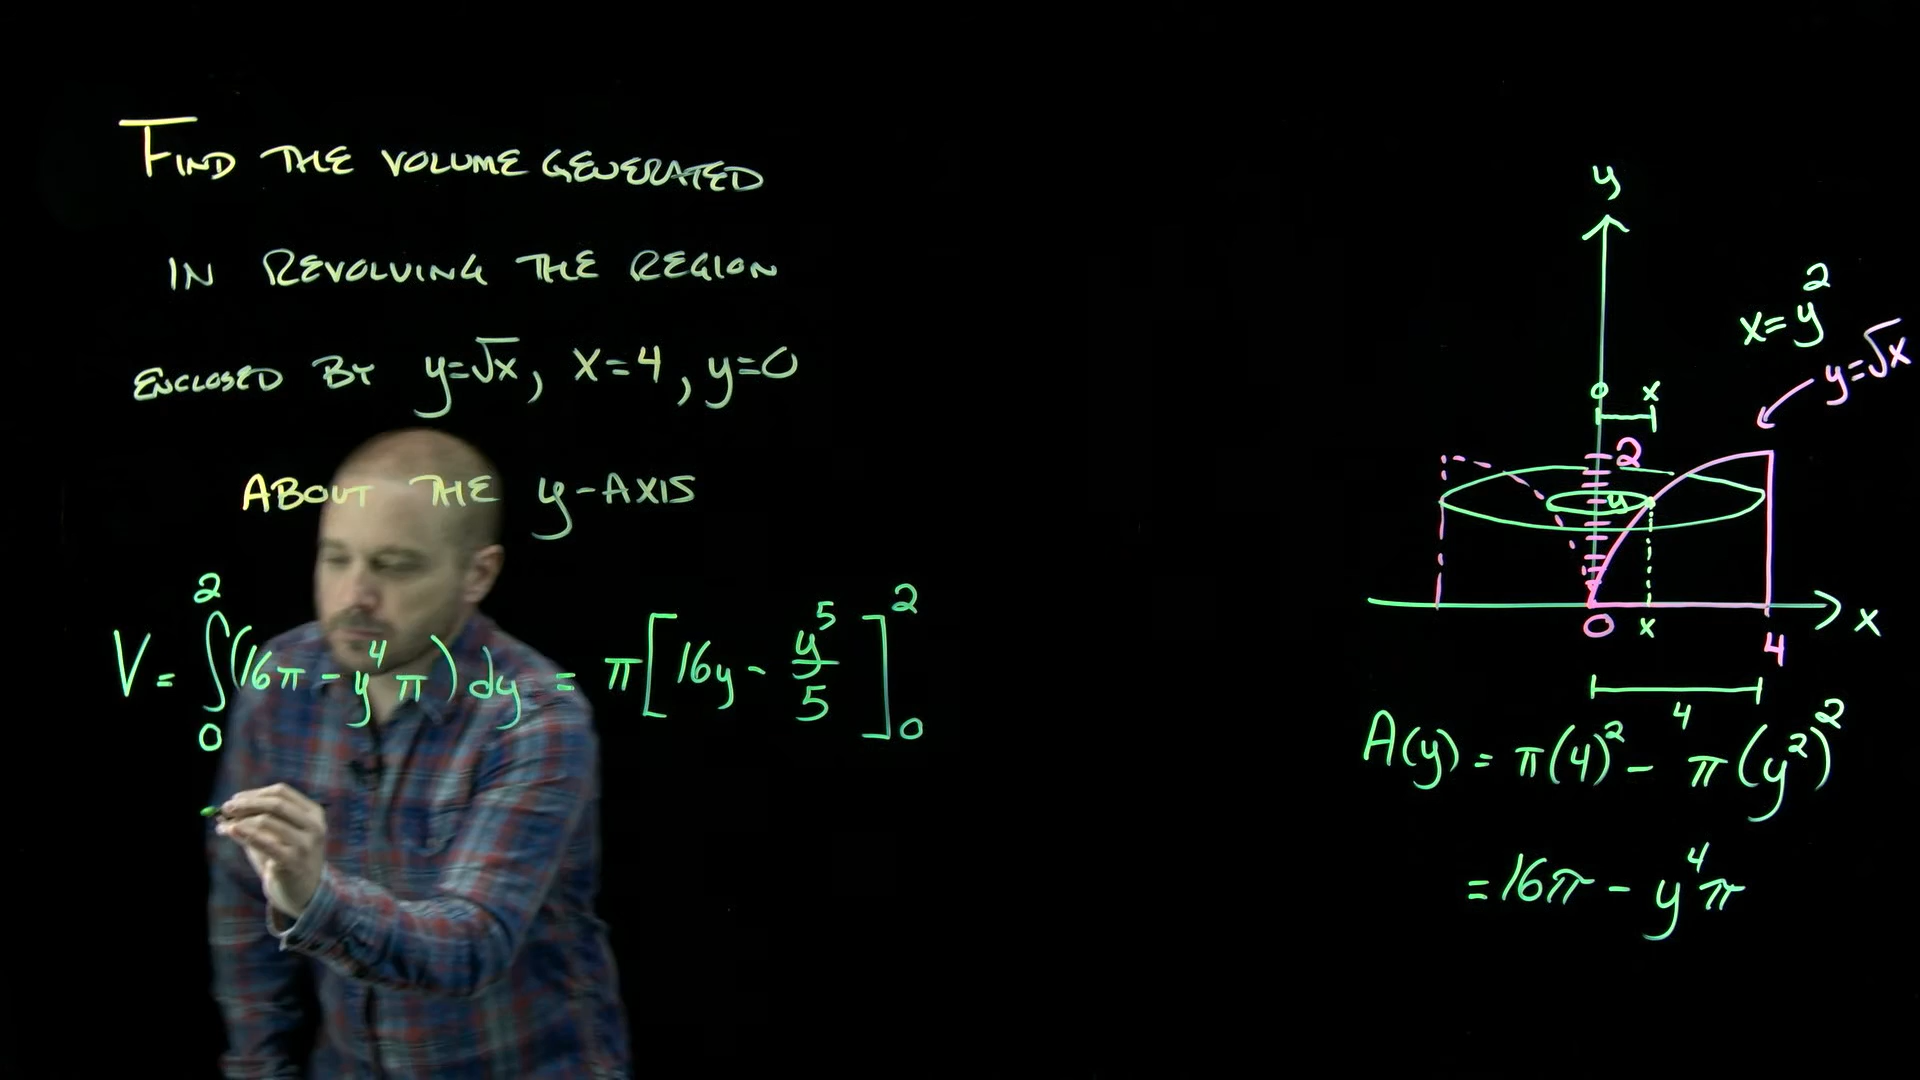 FIND THE VOLUME GENERATED
IN REVOLVING THE REGION
ENCLOSED BY y=√x, x=4, y=0
ABOUT THE y-AXIS
V = ∫₀² (16π - y⁴π) dy = π[16y - y⁵/5]₀²
y
x=y²
y=√x
0 x
2
y
0 x 4 x
4
A(y) = π(4)² - π(y²)²
= 16π - y⁴π